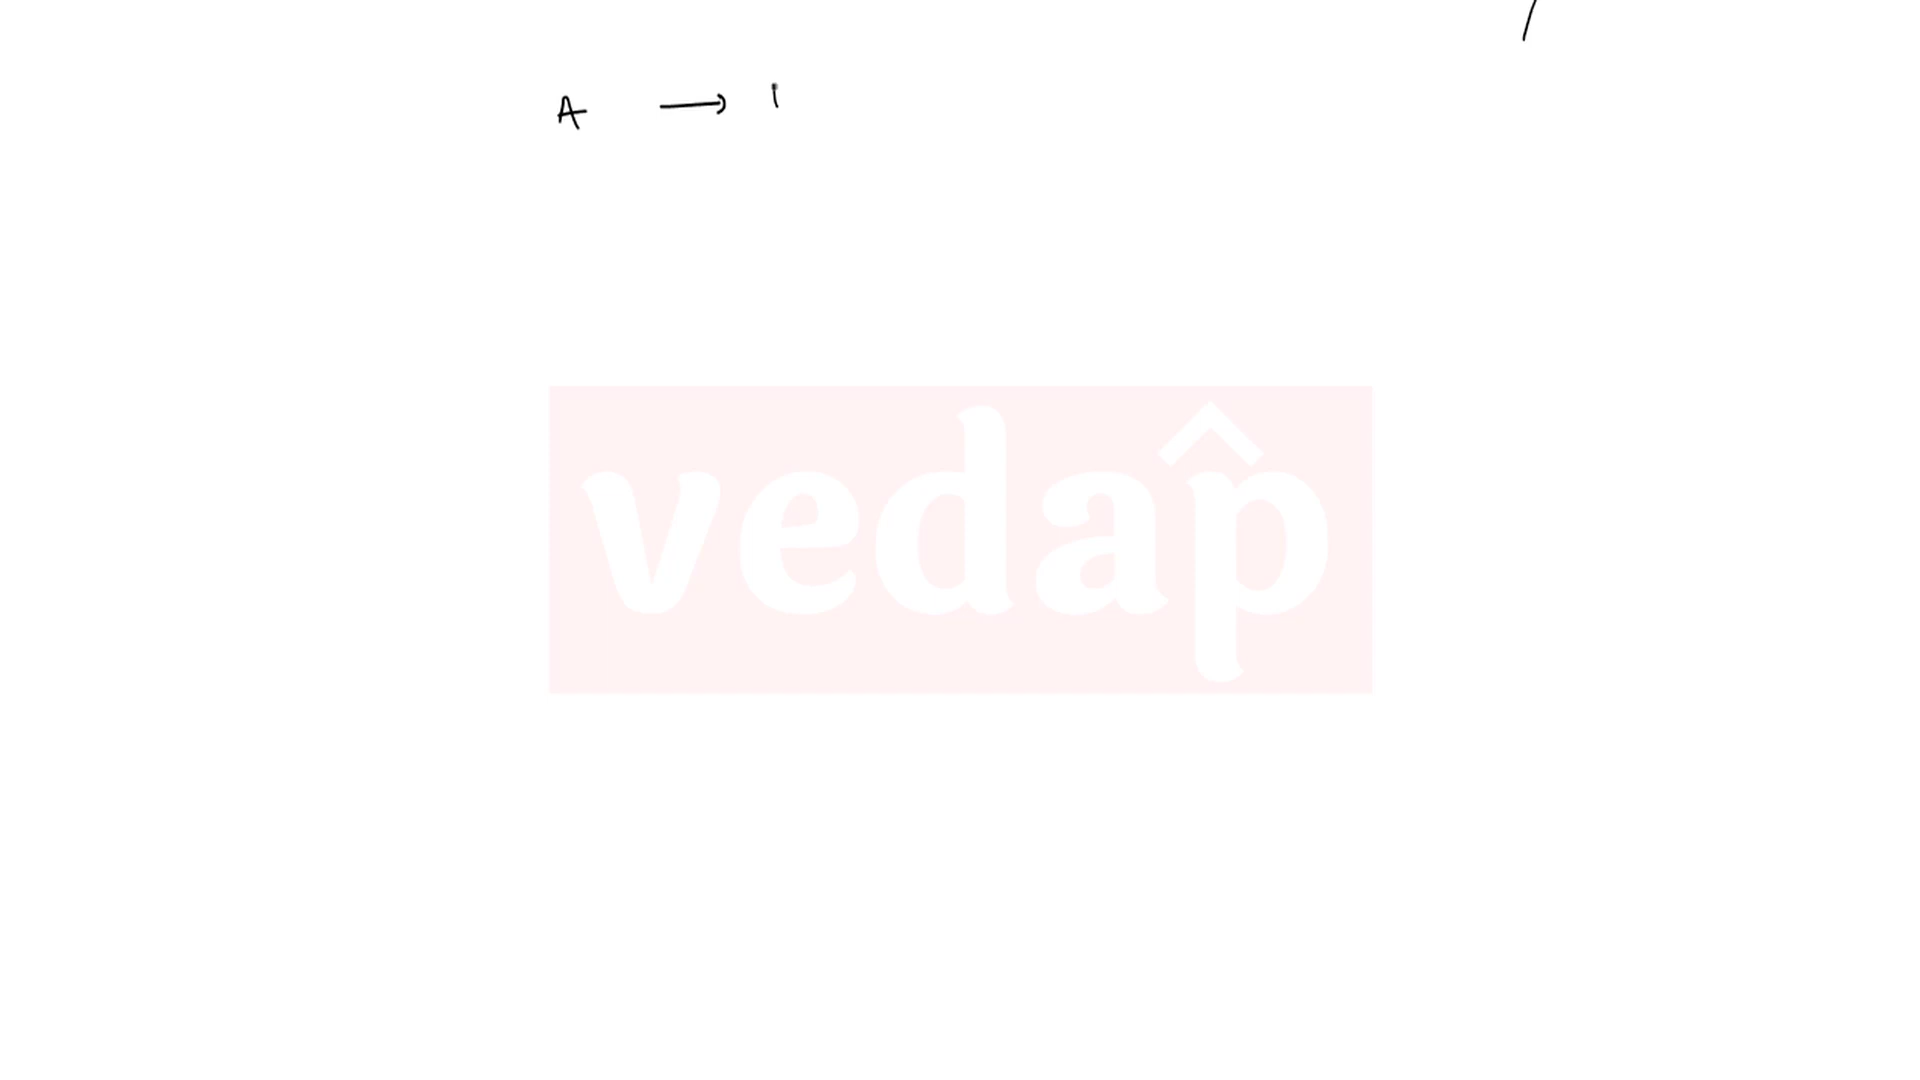 A →
vedap̂